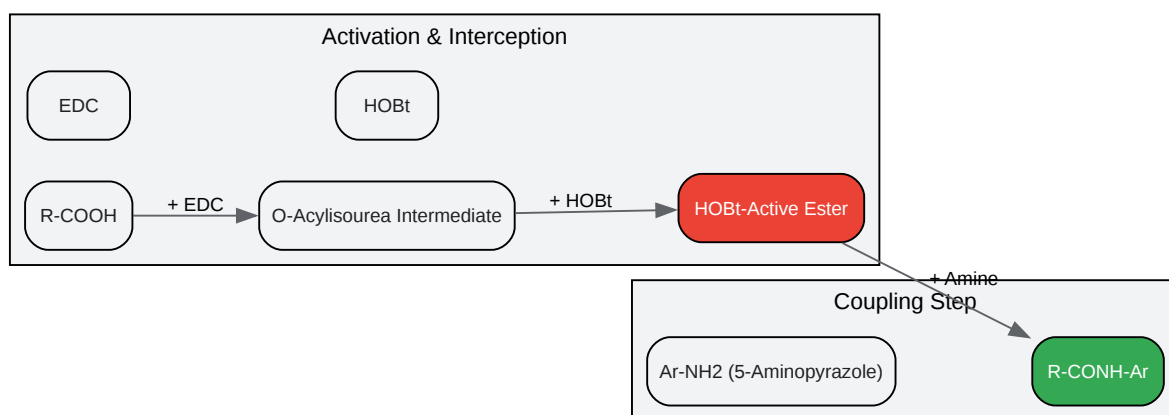 Activation & Interception
EDC
HOBt
R-COOH
+ EDC
O-Acylisourea Intermediate
+ HOBt
HOBt-Active Ester
+ Amine
Coupling Step
Ar-NH2 (5-Aminopyrazole)
R-CONH-Ar